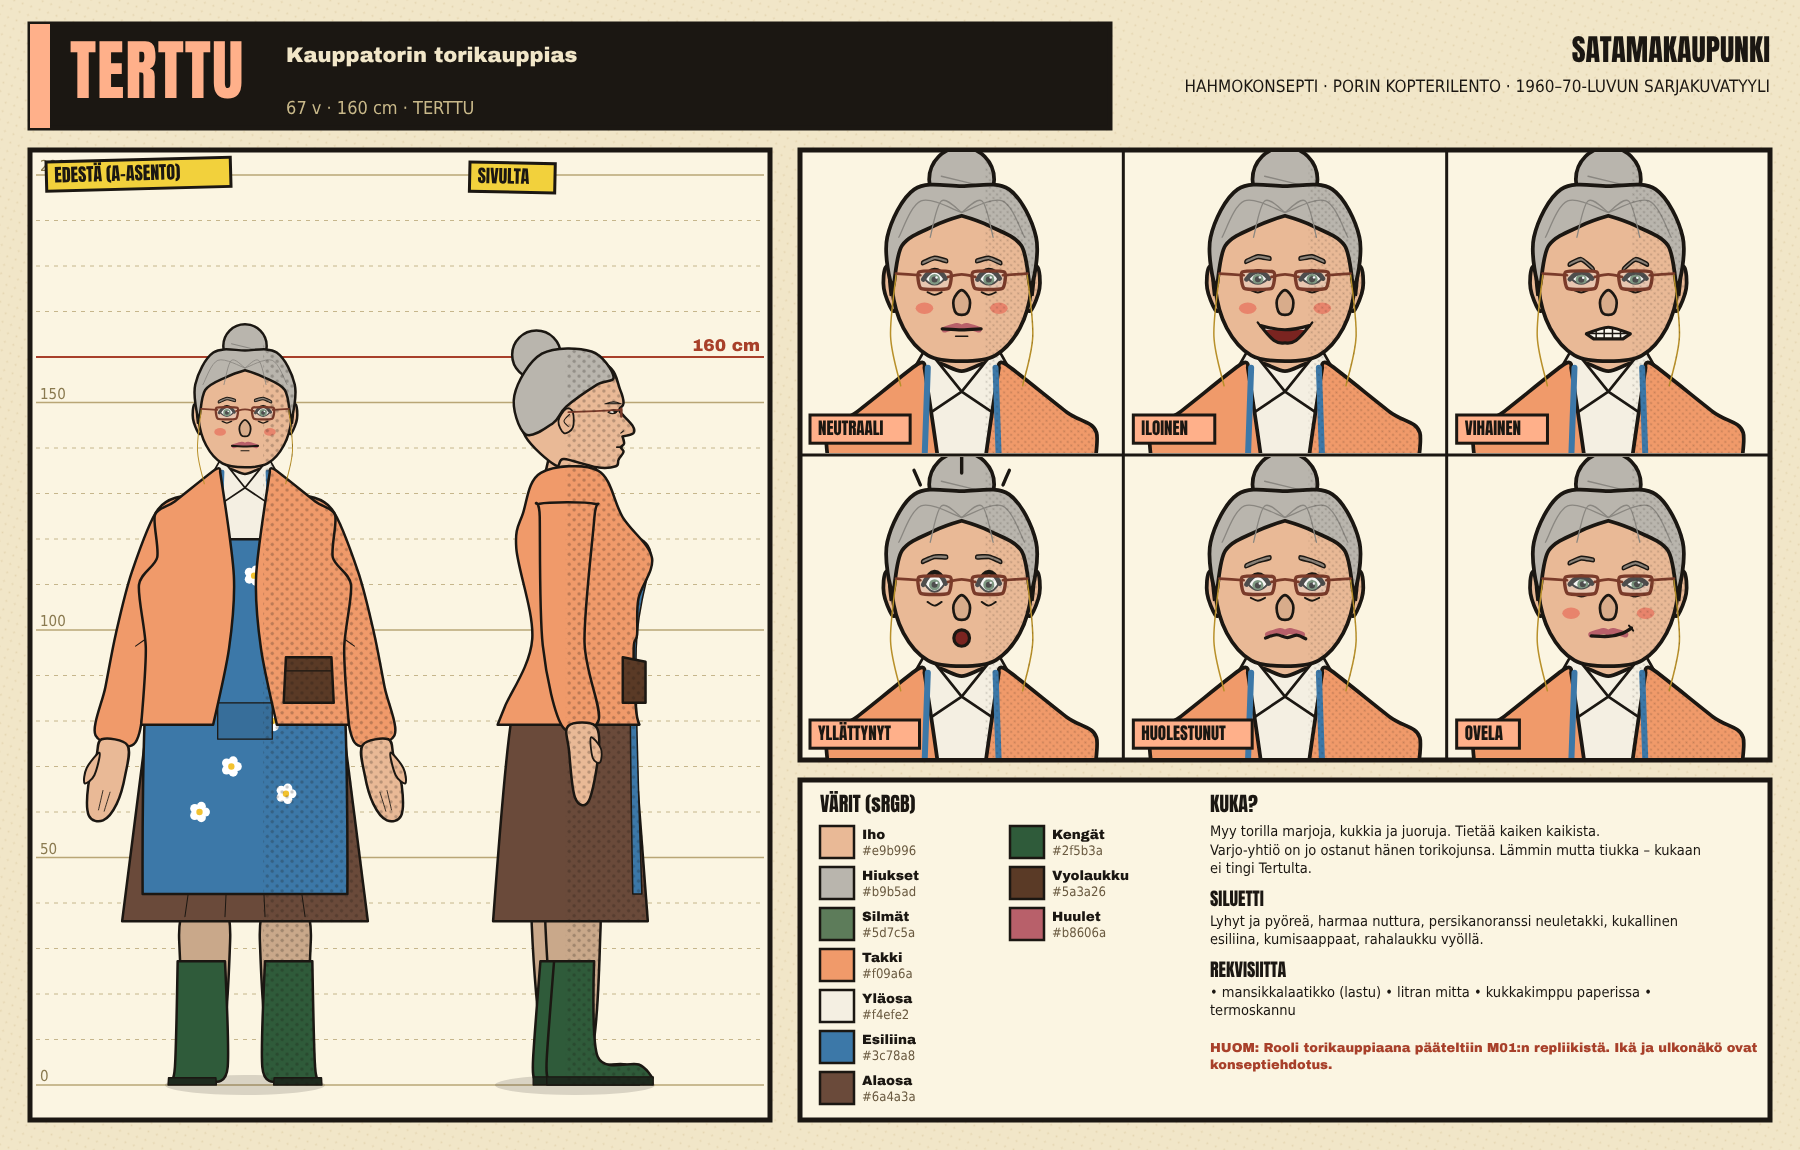 TERTTU
Kauppatorin torikauppias
67 v · 160 cm · TERTTU
SATAMAKAUPUNKI
HAHMOKONSEPTI · PORIN KOPTERILENTO · 1960–70-LUVUN SARJAKUVATYYLI
EDESTÄ (A-ASENTO)
SIVULTA
160 cm
150
100
50
0
NEUTRAALI
ILOINEN
VIHAINEN
YLLÄTTYNYT
HUOLESTUNUT
OVELA
VÄRIT (sRGB)
Iho
#e9b996
Hiukset
#b9b5ad
Silmät
#5d7c5a
Takki
#f09a6a
Yläosa
#f4efe2
Esiliina
#3c78a8
Alaosa
#6a4a3a
Kengät
#2f5b3a
Vyolaukku
#5a3a26
Huulet
#b8606a
KUKA?
Myy torilla marjoja, kukkia ja juoruja. Tietää kaiken kaikista.
Varjo-yhtiö on jo ostanut hänen torikojunsa. Lämmin mutta tiukka – kukaan
ei tingi Tertulta.
SILUETTI
Lyhyt ja pyöreä, harmaa nuttura, persikanoranssi neuletakki, kukallinen
esiliina, kumisaappaat, rahalaukku vyöllä.
REKVISIITTA
• mansikkalaatikko (lastu) • litran mitta • kukkakimppu paperissa •
termoskannu
HUOM: Rooli torikauppiaana pääteltiin M01:n repliikistä. Ikä ja ulkonäkö ovat
konseptiehdotus.